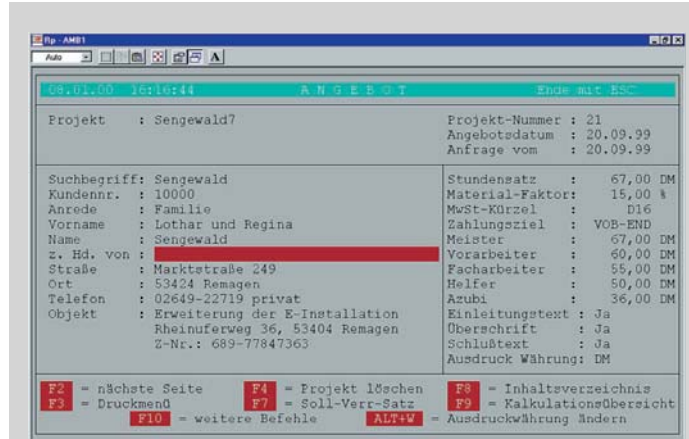 Rp - AMB1
Auto
A
08.01.00 16:16:44 A N G E B O T Ende mit ESC
Projekt : Sengewald7
Projekt-Nummer : 21
Angebotsdatum : 20.09.99
Anfrage vom : 20.09.99
Suchbegriff: Sengewald
Kundennr. : 10000
Anrede : Familie
Vorname : Lothar und Regina
Name : Sengewald
z. Hd. von :
Straße : Marktstraße 249
Ort : 53424 Remagen
Telefon : 02649-22719 privat
Objekt : Erweiterung der E-Installation
Rheinuferweg 36, 53404 Remagen
Z-Nr.: 689-77847363
Stundensatz : 67,00 DM
Material-Faktor: 15,00 %
MwSt-Kürzel : D16
Zahlungsziel : VOB-END
Meister : 67,00 DM
Vorarbeiter : 60,00 DM
Facharbeiter : 55,00 DM
Helfer : 50,00 DM
Azubi : 36,00 DM
Einleitungstext : Ja
Überschrift : Ja
Schlußtext : Ja
Ausdruck Währung: DM
F2 = nächste Seite F4 = Projekt löschen F8 = Inhaltsverzeichnis
F3 = Druckmenü F7 = Soll-Verr-Satz F9 = Kalkulationsübersicht
F10 = weitere Befehle ALT+W = Ausdruckwährung ändern